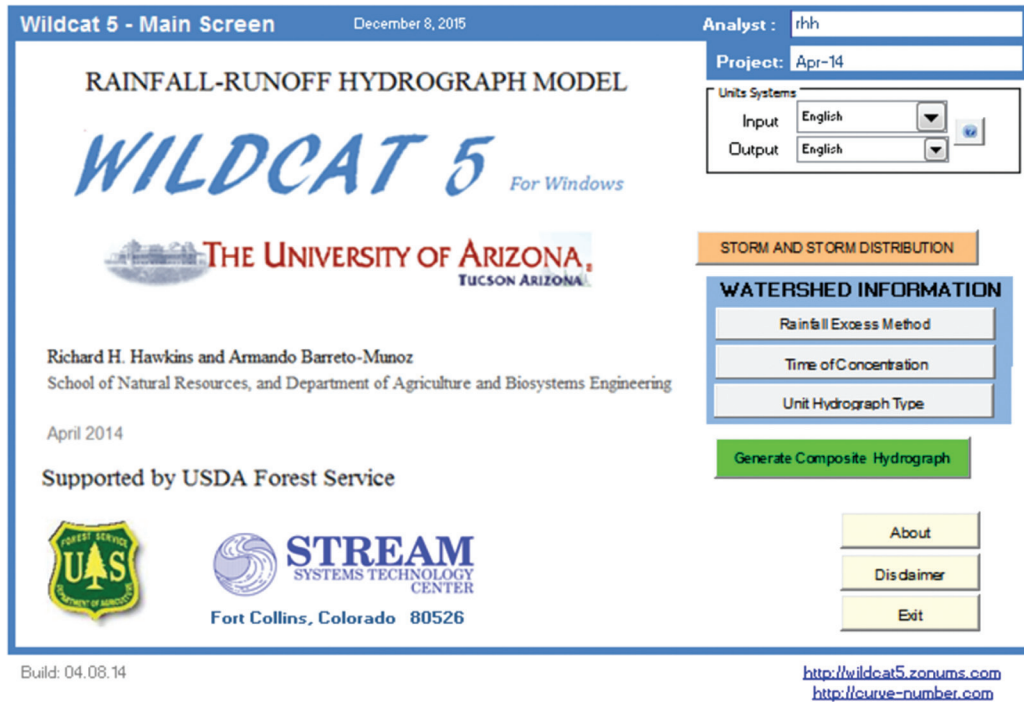 Wildcat 5 - Main Screen
December 8, 2015
Analyst :
rhh
Project:
Apr-14
RAINFALL-RUNOFF HYDROGRAPH MODEL
WILDCAT 5 For Windows
THE UNIVERSITY OF ARIZONA.
TUCSON ARIZONA
Units Systems
Input
English
Output
English
STORM AND STORM DISTRIBUTION
WATERSHED INFORMATION
Rainfall Excess Method
Time of Concentration
Unit Hydrograph Type
Generate Composite Hydrograph
Richard H. Hawkins and Armando Barreto-Munoz
School of Natural Resources, and Department of Agriculture and Biosystems Engineering
April 2014
Supported by USDA Forest Service
FOREST SERVICE
U S
DEPARTMENT OF AGRICULTURE
STREAM
SYSTEMS TECHNOLOGY
CENTER
Fort Collins, Colorado 80526
About
Disclaimer
Exit
Build: 04.08.14
http://wildcat5.zonums.com
http://curve-number.com